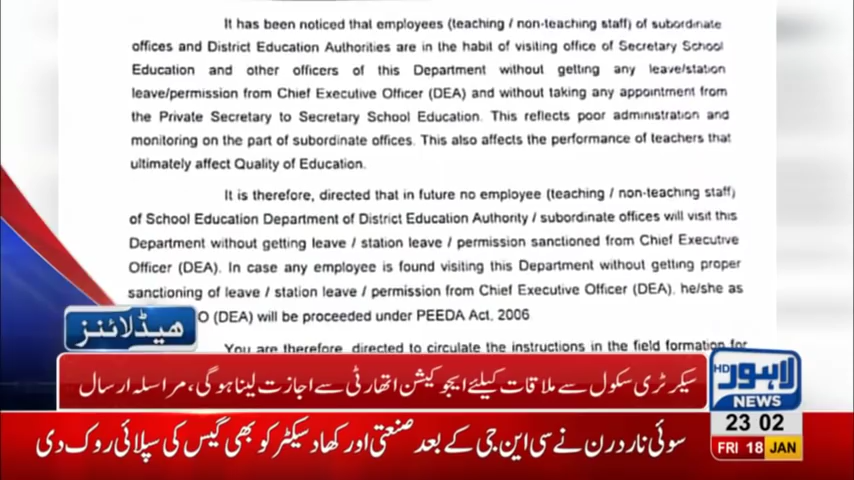 It has been noticed that employees (teaching / non-teaching staff) of subordinate
offices and District Education Authorities are in the habit of visiting office of Secretary School
Education and other officers of this Department without getting any leave/station
leave/permission from Chief Executive Officer (DEA) and without taking any appointment from
the Private Secretary to Secretary School Education. This reflects poor administration and
monitoring on the part of subordinate offices. This also affects the performance of teachers that
ultimately affect Quality of Education.
It is therefore, directed that in future no employee (teaching / non-teaching staff)
of School Education Department of District Education Authority / subordinate offices will visit this
Department without getting leave / station leave / permission sanctioned from Chief Executive
Officer (DEA). In case any employee is found visiting this Department without getting proper
sanctioning of leave / station leave / permission from Chief Executive Officer (DEA), he/she as
O (DEA) will be proceeded under PEEDA Act, 2006
You are therefore, directed to circulate the instructions in the field formation for
ہیڈلائنز
سیکرٹری سکول سے ملاقات کیلئے ایجوکیشن اتھارٹی سے اجازت لینا ہوگی، مراسلہ ارسال
HD لاہور
NEWS
23 02
FRI 18 JAN
سوئی ناردرن نے سی این جی کے بعد صنعتی اور کھاد سیکٹر کو بھی گیس کی سپلائی روک دی